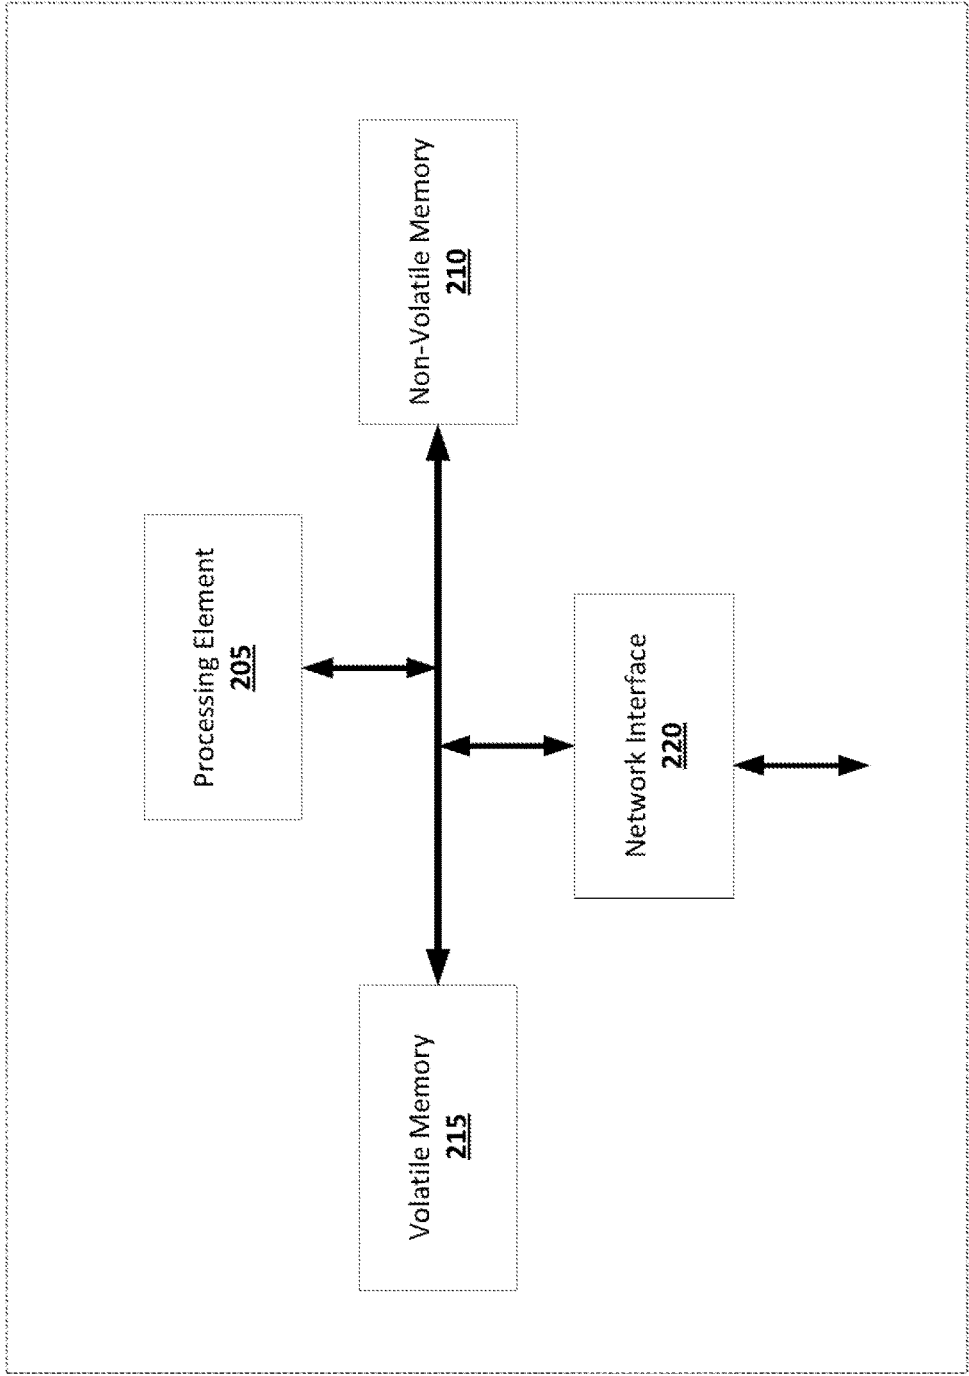 Processing Element
205
Volatile Memory
215
Non-Volatile Memory
210
Network Interface
220